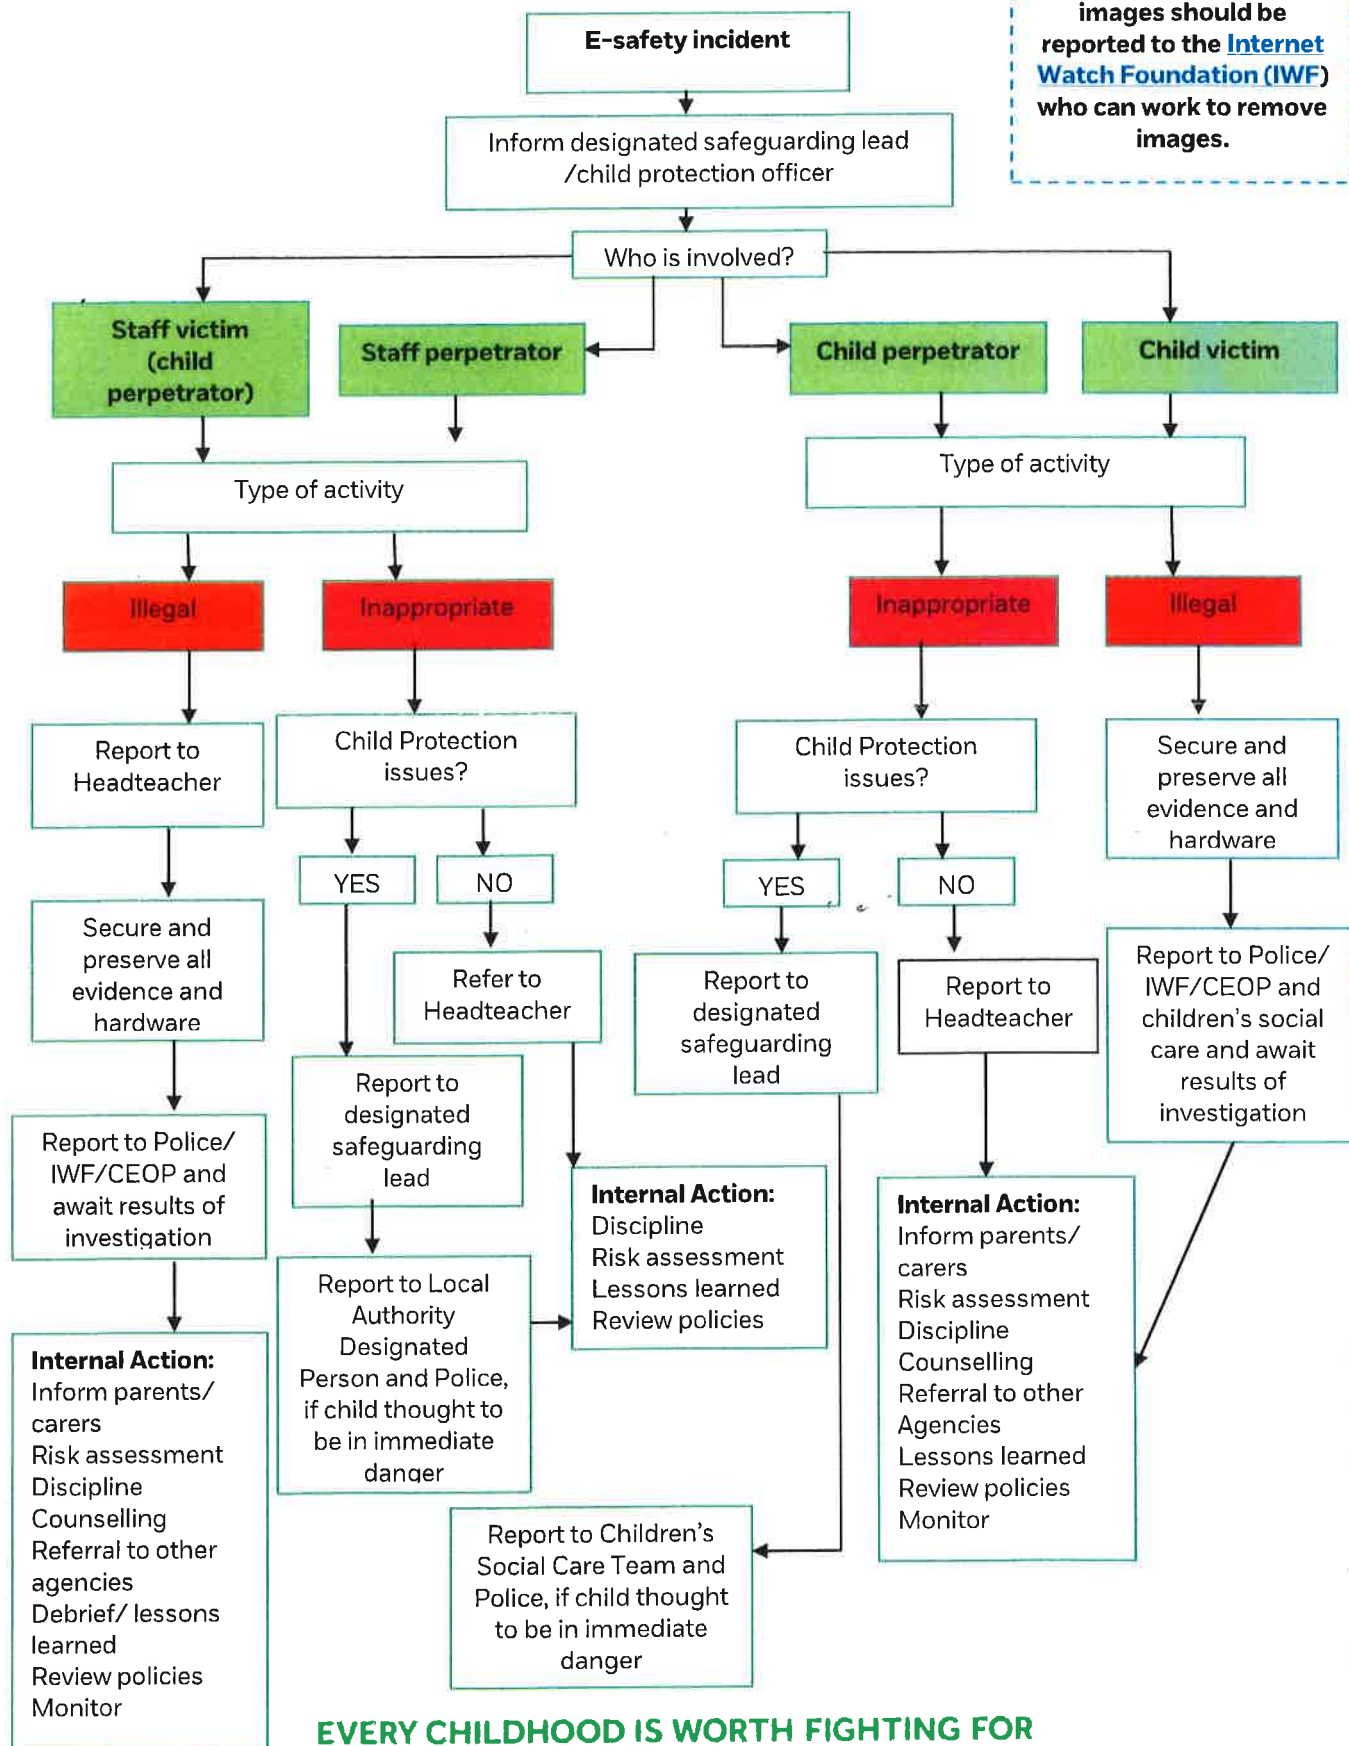 images should be
reported to the Internet
Watch Foundation (IWF)
who can work to remove
images.
E-safety incident
Inform designated safeguarding lead
/child protection officer
Who is involved?
Staff victim
(child
perpetrator)
Staff perpetrator
Child perpetrator
Child victim
Type of activity
Type of activity
Illegal
Inappropriate
Inappropriate
Illegal
Report to
Headteacher
Child Protection
issues?
Child Protection
issues?
Secure and
preserve all
evidence and
hardware
YES
NO
YES
NO
Secure and
preserve all
evidence and
hardware
Refer to
Headteacher
Report to
designated
safeguarding
lead
Report to
Headteacher
Report to Police/
IWF/CEOP and
children's social
care and await
results of
investigation
Report to
designated
safeguarding
lead
Report to Police/
IWF/CEOP and
await results of
investigation
Internal Action:
Discipline
Risk assessment
Lessons learned
Review policies
Internal Action:
Inform parents/
carers
Risk assessment
Discipline
Counselling
Referral to other
Agencies
Lessons learned
Review policies
Monitor
Report to Local
Authority
Designated
Person and Police,
if child thought to
be in immediate
danger
Internal Action:
Inform parents/
carers
Risk assessment
Discipline
Counselling
Referral to other
agencies
Debrief/ lessons
learned
Review policies
Monitor
Report to Children's
Social Care Team and
Police, if child thought
to be in immediate
danger
EVERY CHILDHOOD IS WORTH FIGHTING FOR